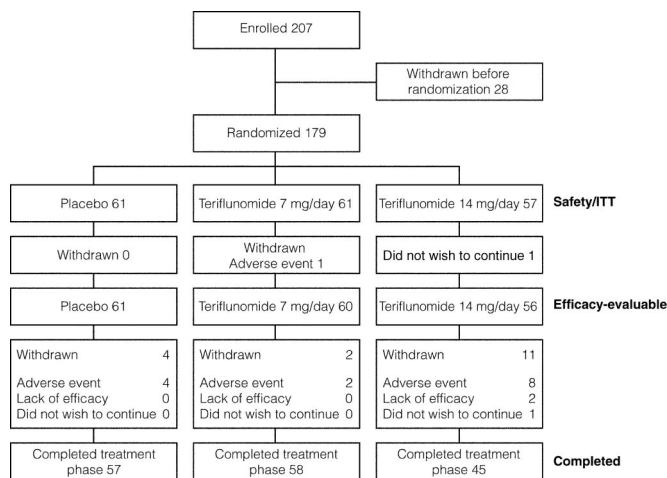 Enrolled 207
Withdrawn before
randomization 28
Randomized 179
Placebo 61
Teriflunomide 7 mg/day 61
Teriflunomide 14 mg/day 57
Safety/ITT
Withdrawn 0
Withdrawn
Adverse event 1
Did not wish to continue 1
Placebo 61
Teriflunomide 7 mg/day 60
Teriflunomide 14 mg/day 56
Efficacy-evaluable
Withdrawn 4
Adverse event 4
Lack of efficacy 0
Did not wish to continue 0
Withdrawn 2
Adverse event 2
Lack of efficacy 0
Did not wish to continue 0
Withdrawn 11
Adverse event 8
Lack of efficacy 2
Did not wish to continue 1
Completed treatment
phase 57
Completed treatment
phase 58
Completed treatment
phase 45
Completed